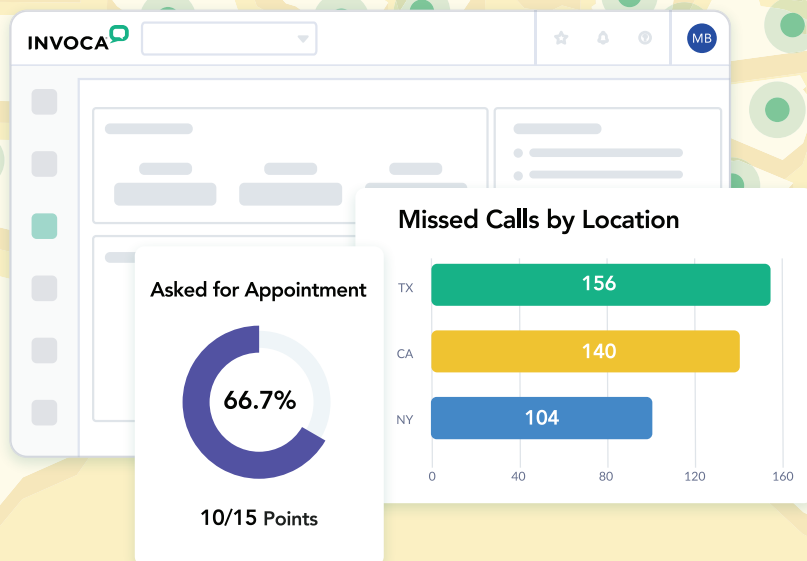 INVOCA
MB
Missed Calls by Location
TX
156
CA
140
NY
104
0 40 80 120 160
Asked for Appointment
66.7%
10/15 Points